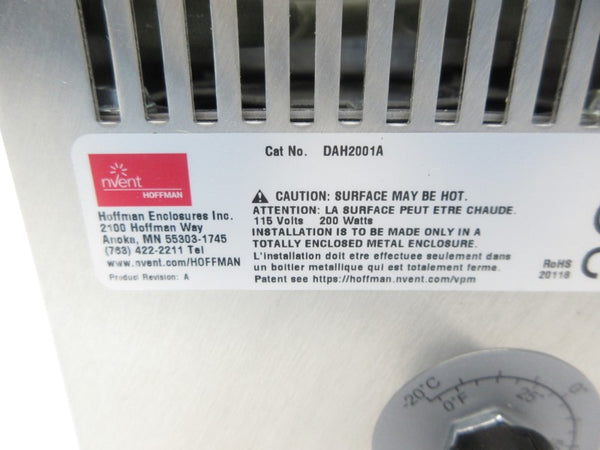 Cat No. DAH2001A
nvent
HOFFMAN
Hoffman Enclosures Inc.
2100 Hoffman Way
Anoka, MN 55303-1745
(763) 422-2211 Tel
www.nvent.com/HOFFMAN
Product Revision: A
CAUTION: SURFACE MAY BE HOT.
ATTENTION: LA SURFACE PEUT ETRE CHAUDE.
115 Volts 200 Watts
INSTALLATION IS TO BE MADE ONLY IN A
TOTALLY ENCLOSED METAL ENCLOSURE.
L'installation doit etre effectuee seulement dans
un boitier metallique qui est totalement ferme.
Patent see https://hoffman.nvent.com/vpm
RoHS
20118
-20°C
0°F